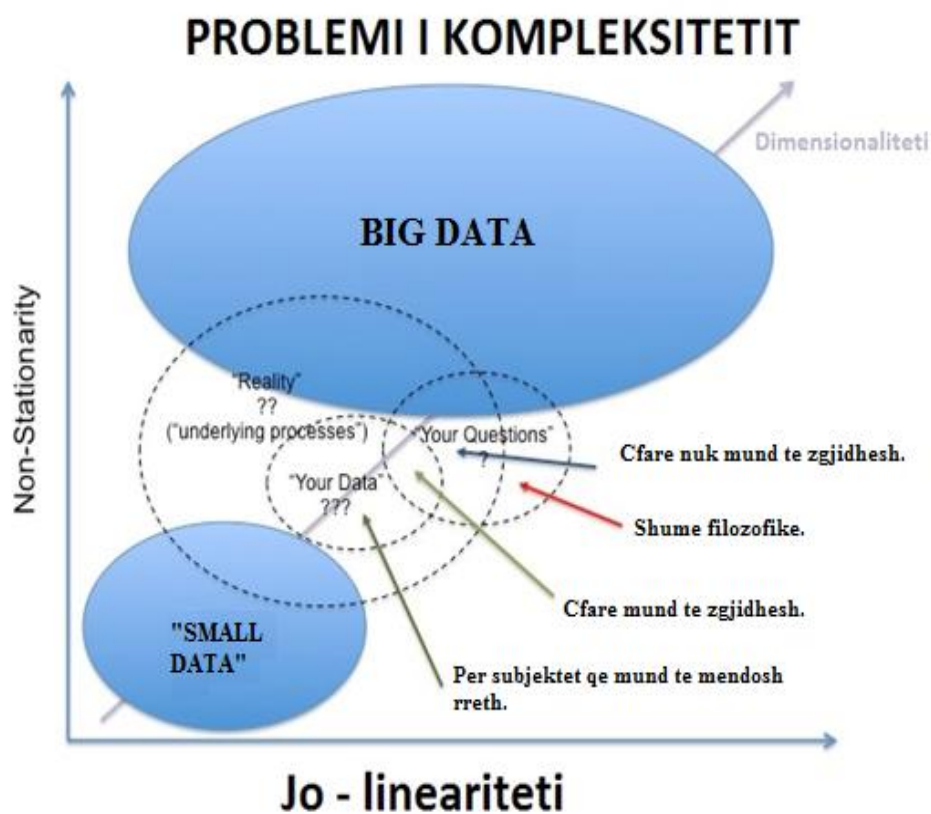 PROBLEMI I KOMPLEKSITETIT
Dimensionaliteti
BIG DATA
Non-Stationarity
"Reality"
??
("underlying processes")
"Your Questions"
?
"Your Data"
???
Cfare nuk mund te zgjidhesh.
Shume filozofike.
Cfare mund te zgjidhesh.
"SMALL
DATA"
Per subjektet qe mund te mendosh
rreth.
Jo - lineariteti